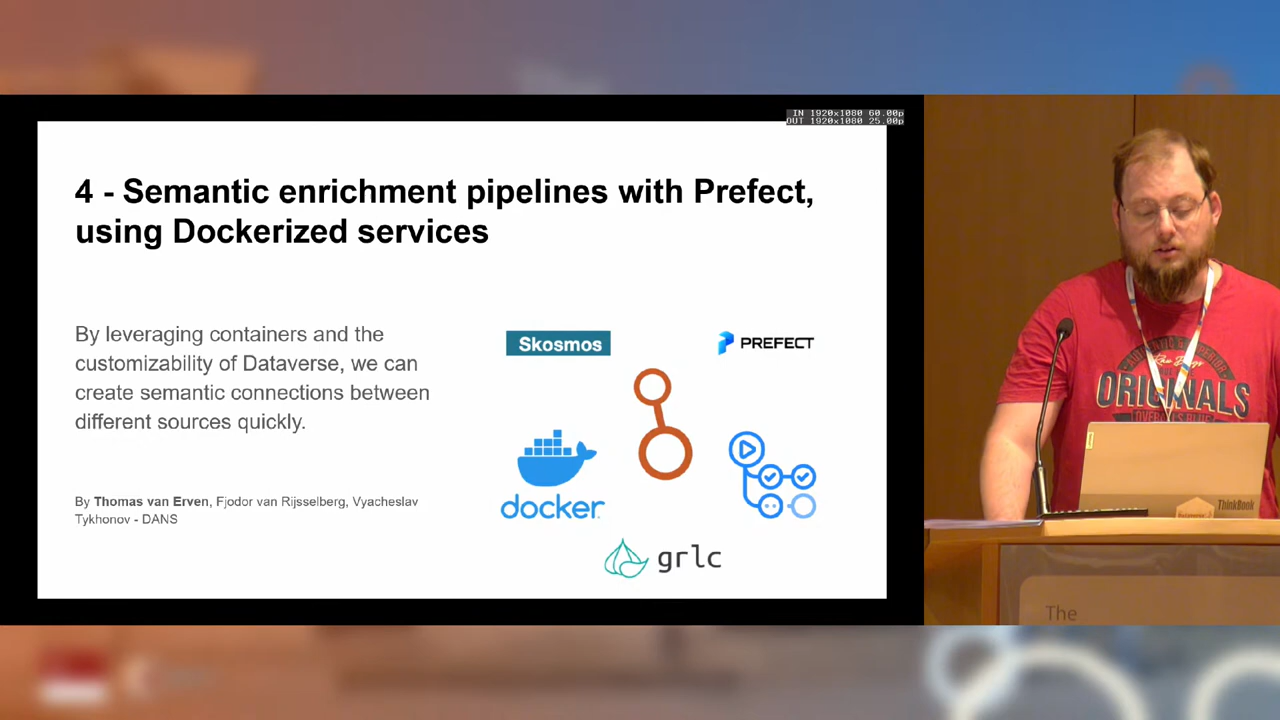 IN 1920x1080 60.00p
OUT 1920x1080 25.00p
4 - Semantic enrichment pipelines with Prefect,
using Dockerized services
By leveraging containers and the
customizability of Dataverse, we can
create semantic connections between
different sources quickly.
By Thomas van Erven, Fjodor van Rijsselberg, Vyacheslav
Tykhonov - DANS
Skosmos
PREFECT
docker
grlc
ORIGINALS
ThinkBook
The